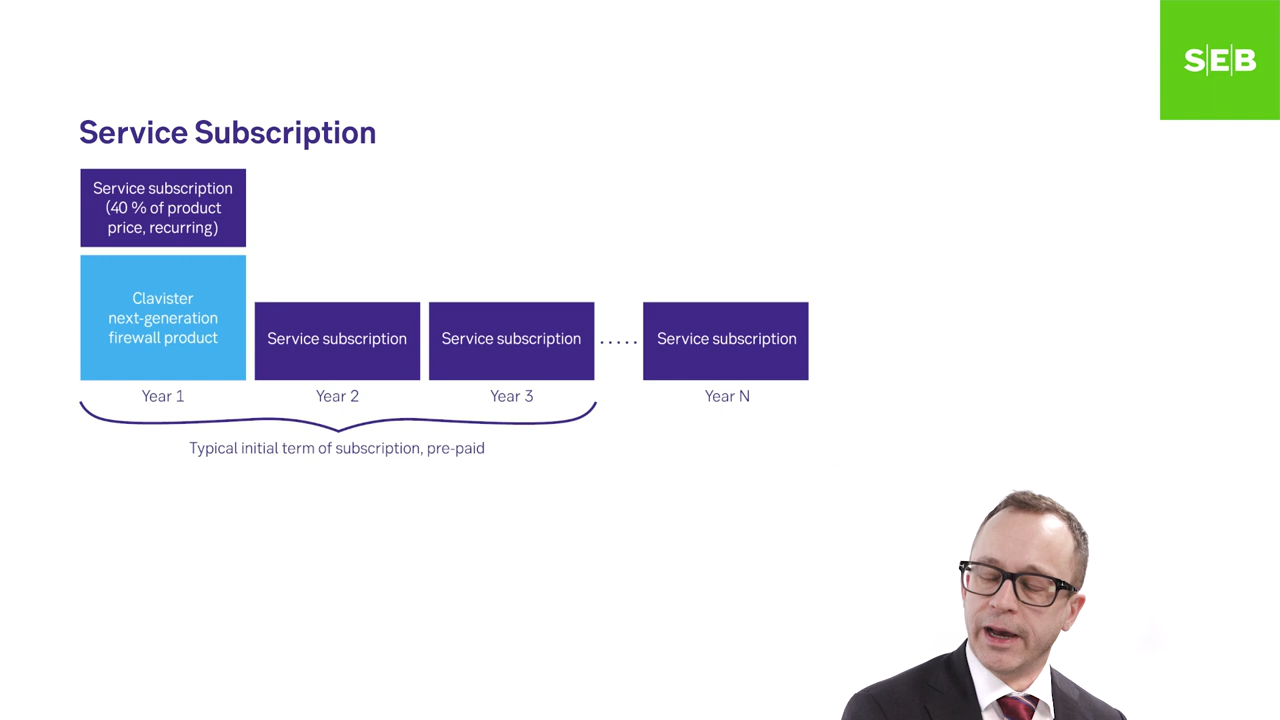 S|E|B
Service Subscription
Service subscription
(40 % of product
price, recurring)
Clavister
next-generation
firewall product
Service subscription
Service subscription
.....
Service subscription
Year 1
Year 2
Year 3
Year N
Typical initial term of subscription, pre-paid